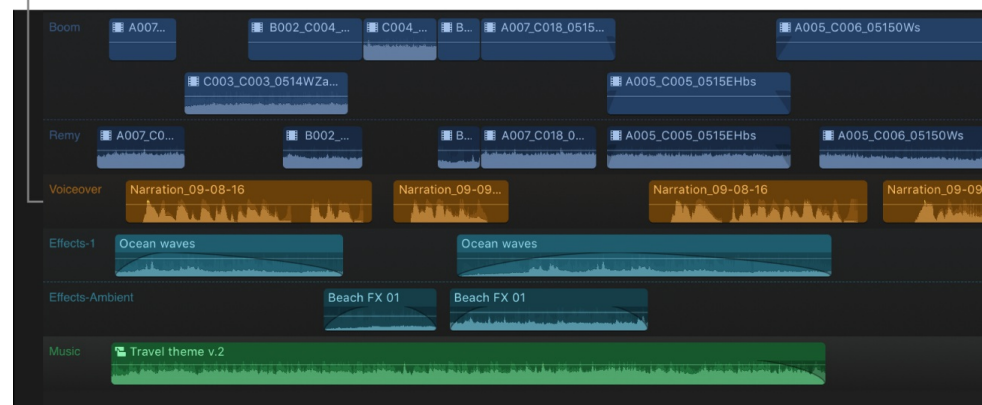 Boom A007... B002_C004_... C004_... B... A007_C018_0515... A005_C006_0515OWs
C003_C003_0514WZa... A005_C005_0515EHbs
Remy A007_C0... B002_... B... A007_C018_0... A005_C005_0515EHbs A005_C006_0515OWs
Voiceover Narration_09-08-16 Narration_09-09... Narration_09-08-16 Narration_09-09
Effects-1 Ocean waves Ocean waves
Effects-Ambient Beach FX 01 Beach FX 01
Music Travel theme v.2